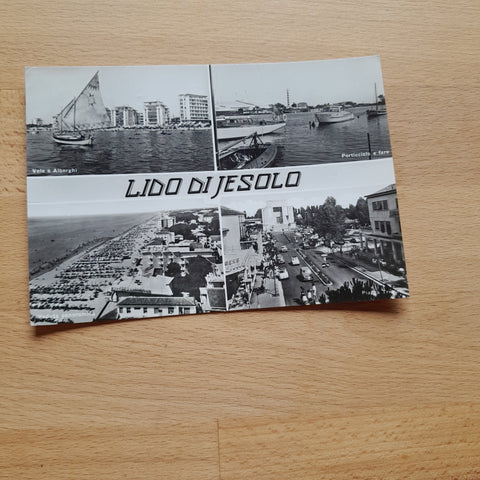 Vele e Alberghi
Porticciolo e faro
LIDO DI JESOLO